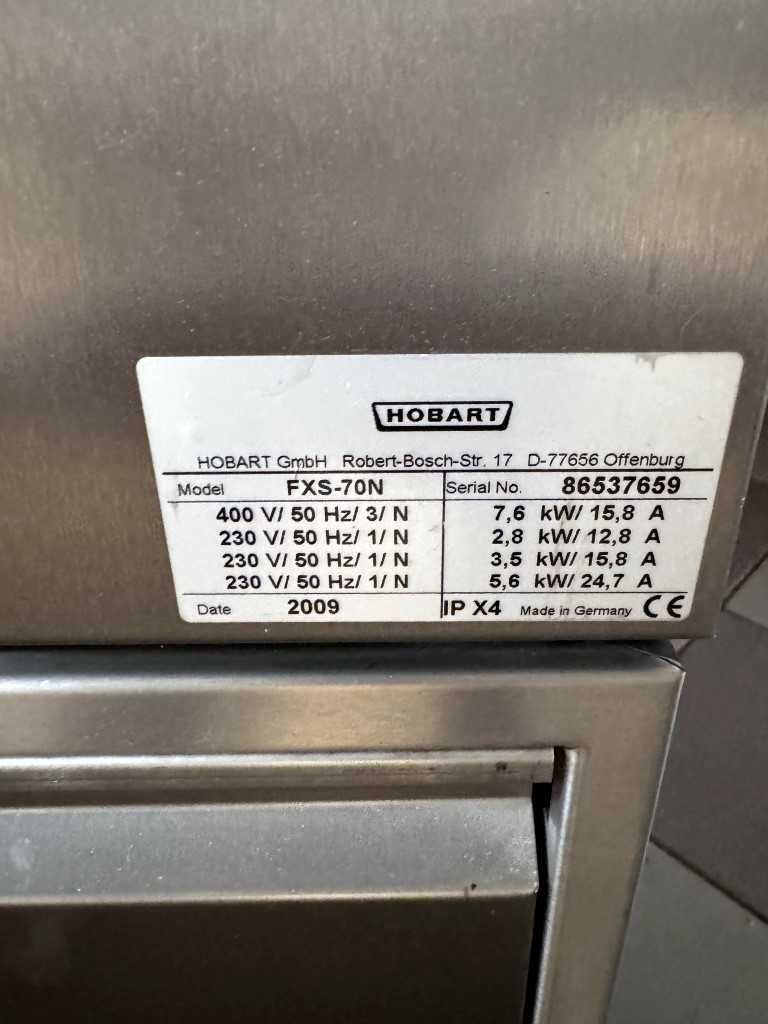 HOBART
HOBART GmbH Robert-Bosch-Str. 17 D-77656 Offenburg
Model FXS-70N Serial No. 86537659
400 V/ 50 Hz/ 3/ N 7,6 kW/ 15,8 A
230 V/ 50 Hz/ 1/ N 2,8 kW/ 12,8 A
230 V/ 50 Hz/ 1/ N 3,5 kW/ 15,8 A
230 V/ 50 Hz/ 1/ N 5,6 kW/ 24,7 A
Date 2009 IP X4 Made in Germany CE